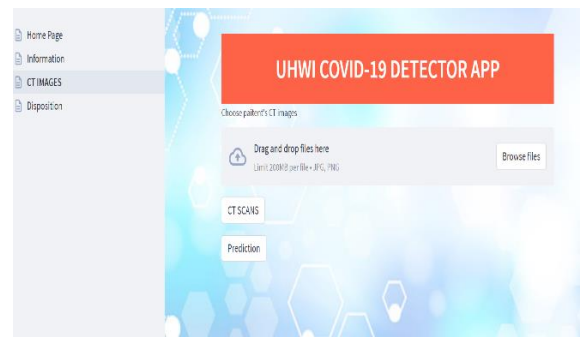 Home Page
Information
CT IMAGES
Disposition
UHWI COVID-19 DETECTOR APP
Choose paitent's CT images
Drag and drop files here
Limit 200MB per file • JPG, PNG
Browse files
CT SCANS
Prediction